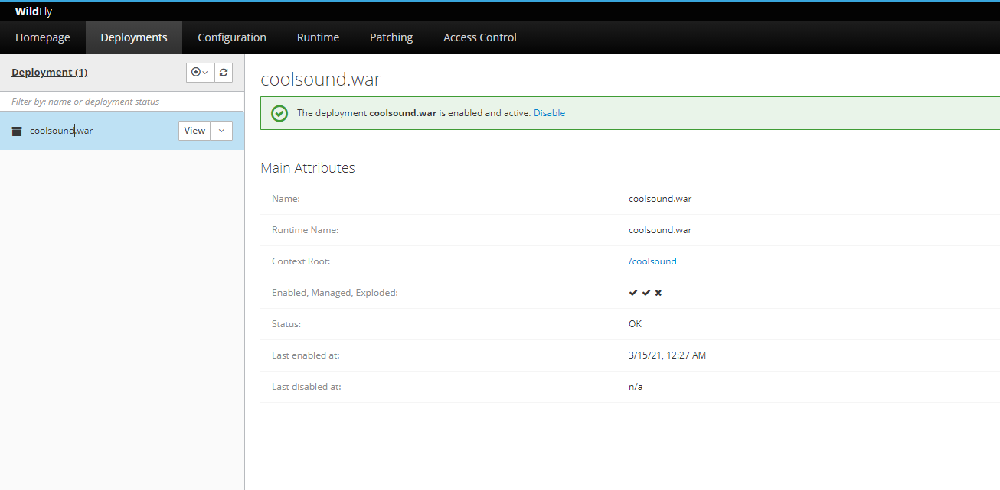 WildFly
Homepage Deployments Configuration Runtime Patching Access Control
Deployment (1)
Filter by: name or deployment status
coolsound.war View
coolsound.war
The deployment coolsound.war is enabled and active. Disable
Main Attributes
Name: coolsound.war
Runtime Name: coolsound.war
Context Root: /coolsound
Enabled, Managed, Exploded:
Status: OK
Last enabled at: 3/15/21, 12:27 AM
Last disabled at: n/a